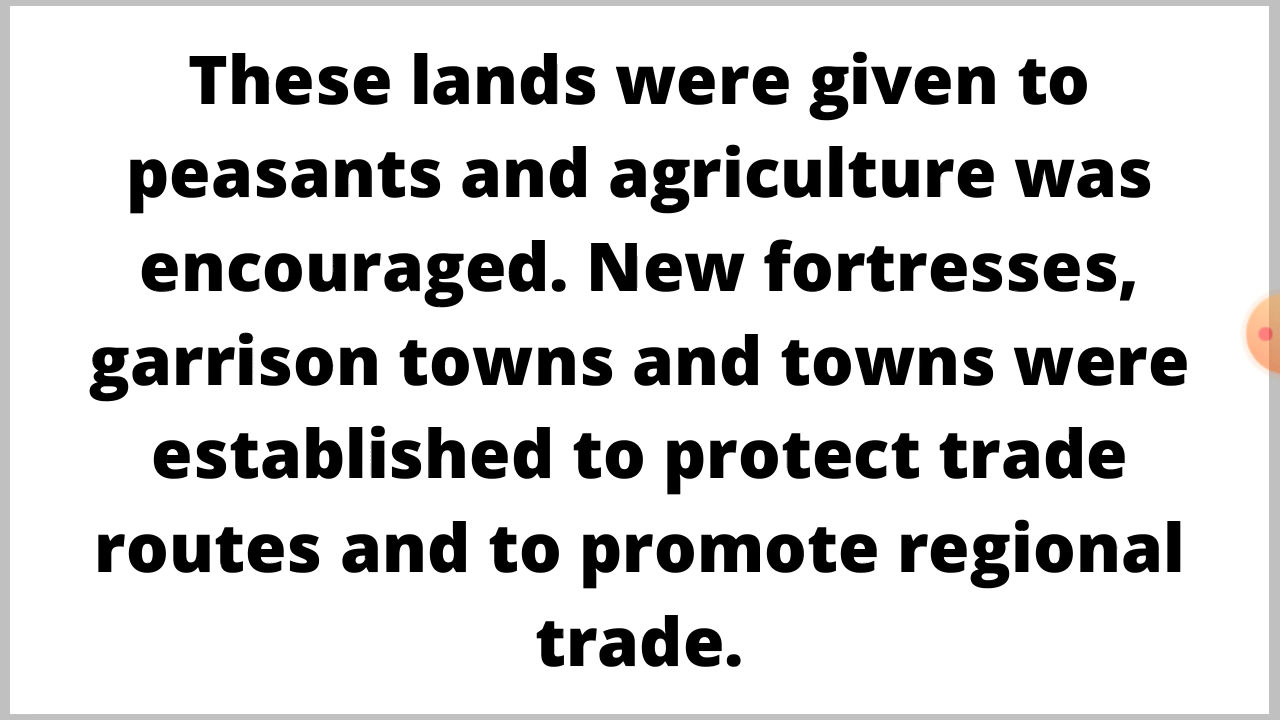 These lands were given to
peasants and agriculture was
encouraged. New fortresses,
garrison towns and towns were
established to protect trade
routes and to promote regional
trade.